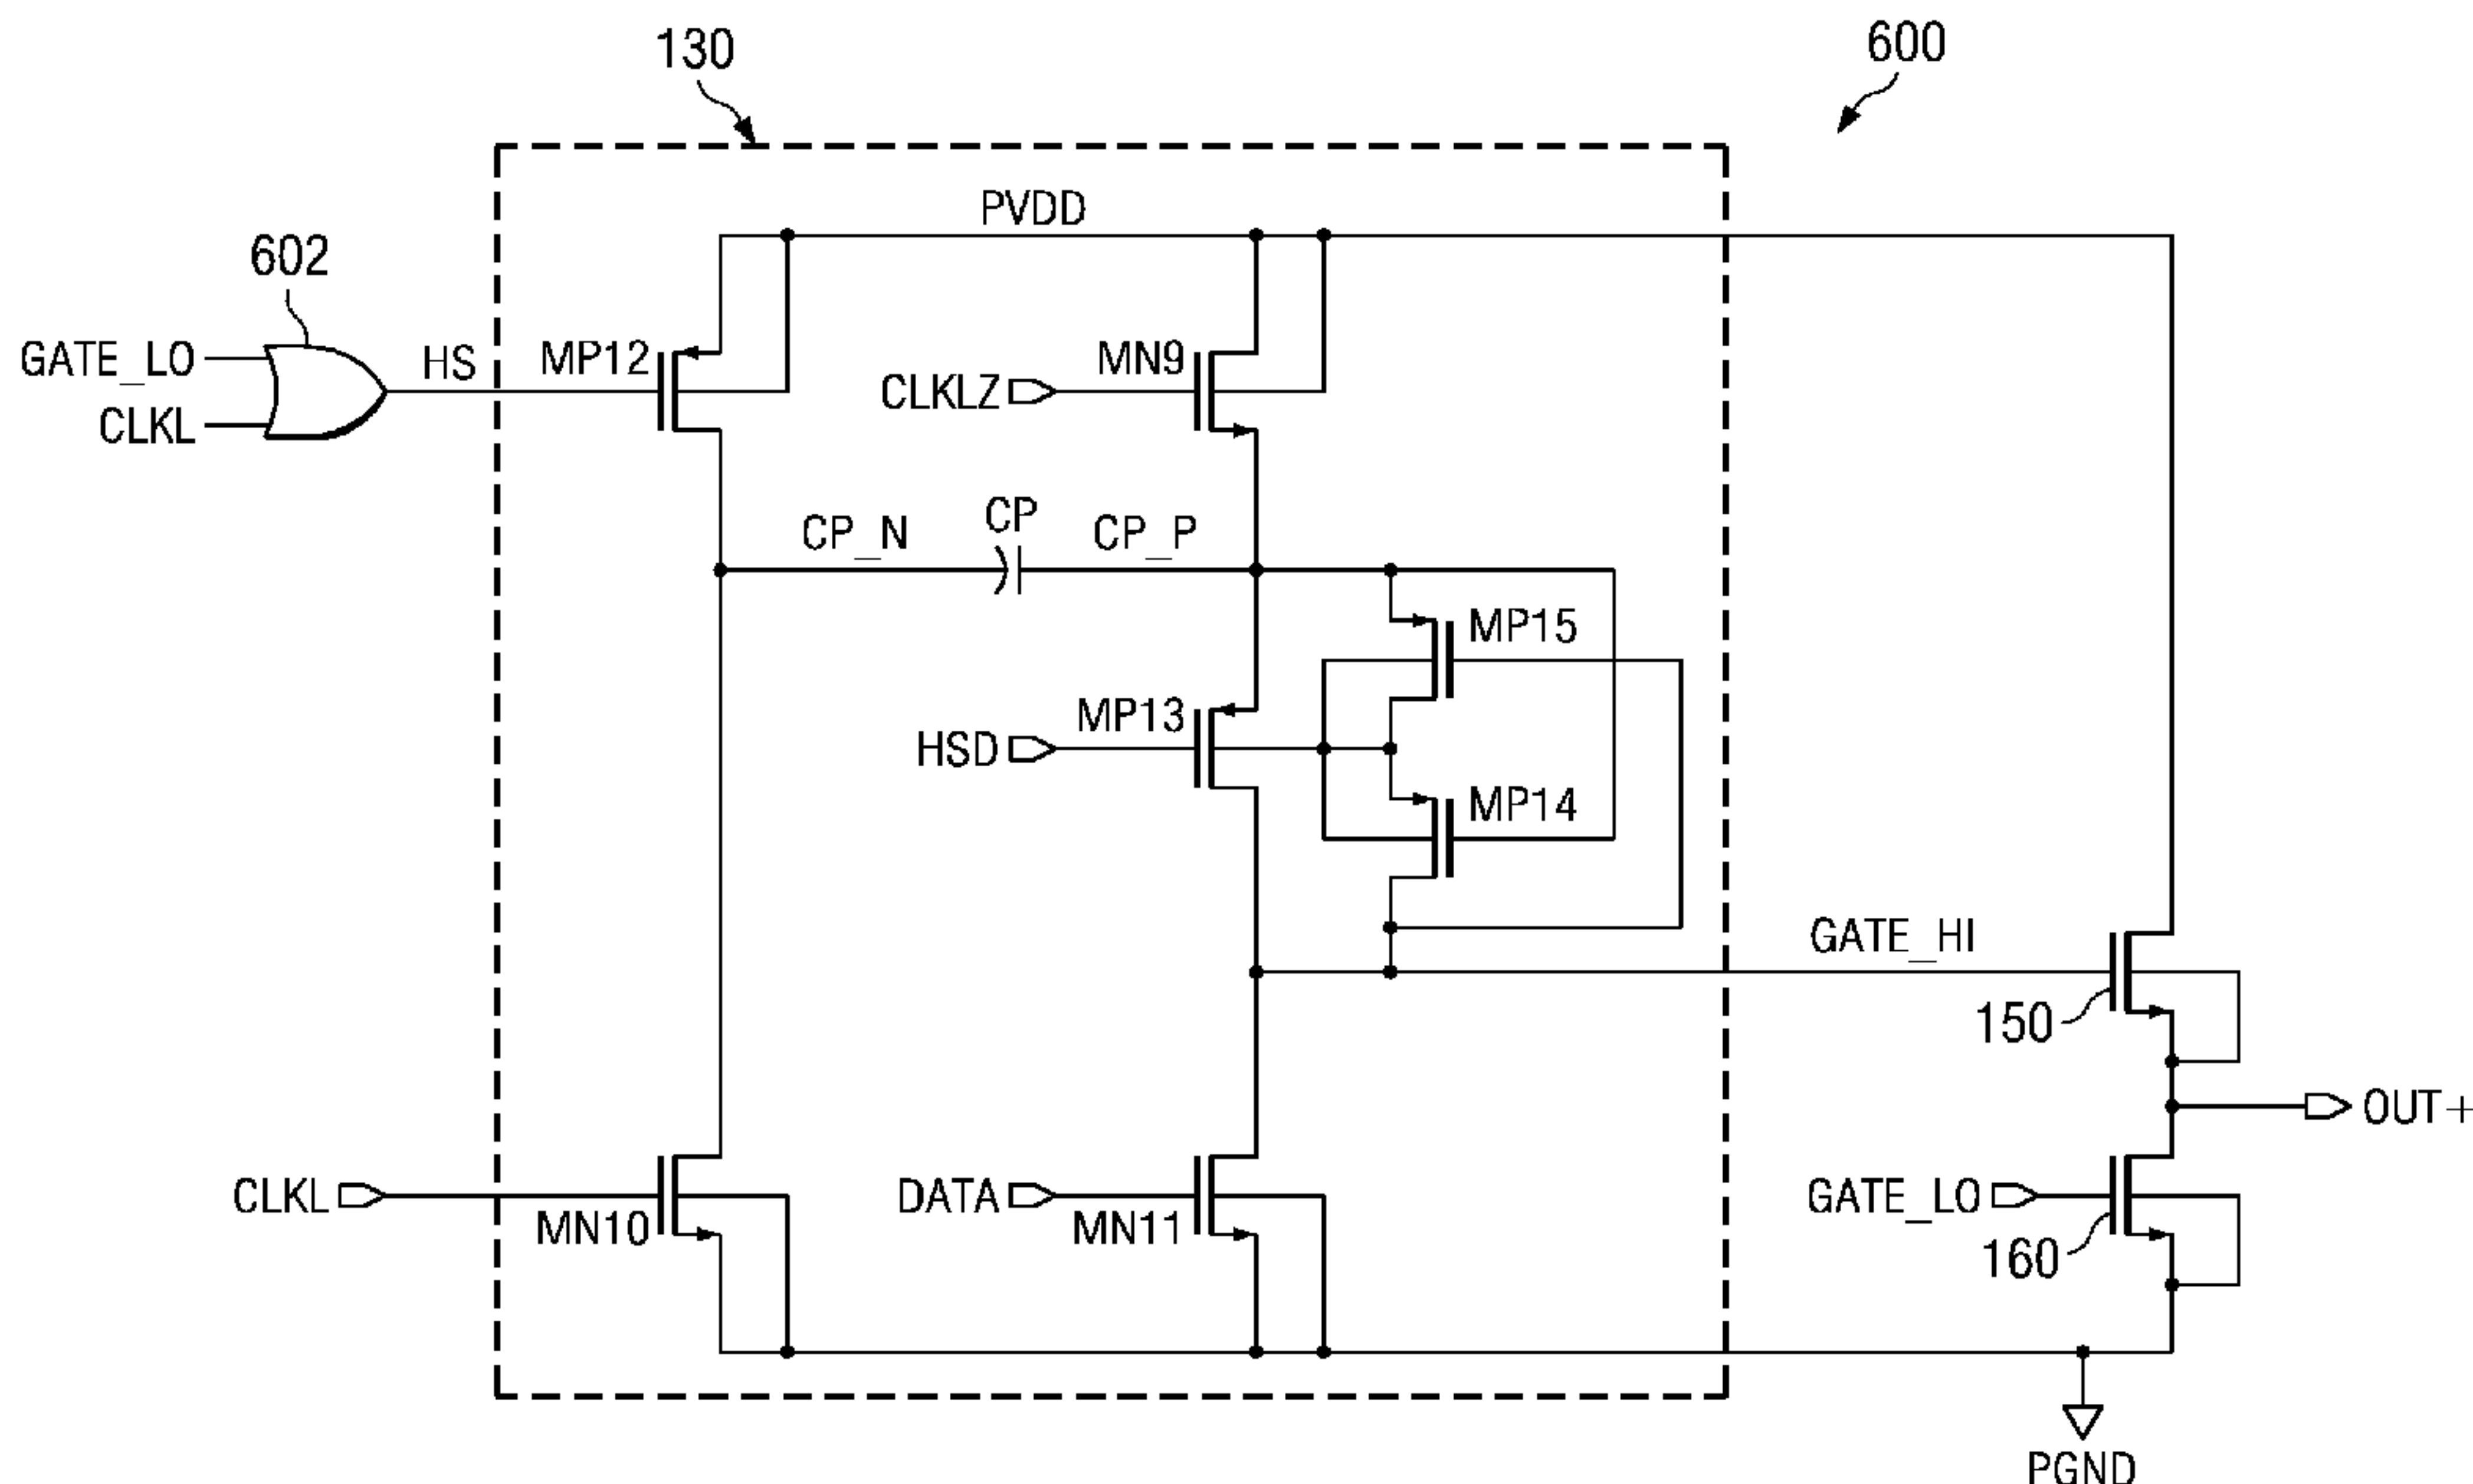 130
600
PVDD
602
GATE_LO
HS
MP12
MN9
CLKLZ
CLKL
CP_N
CP
CP_P
MP15
MP13
HSD
MP14
GATE_HI
150
OUT+
CLKL
MN10
DATA
MN11
GATE_LO
160
PGND